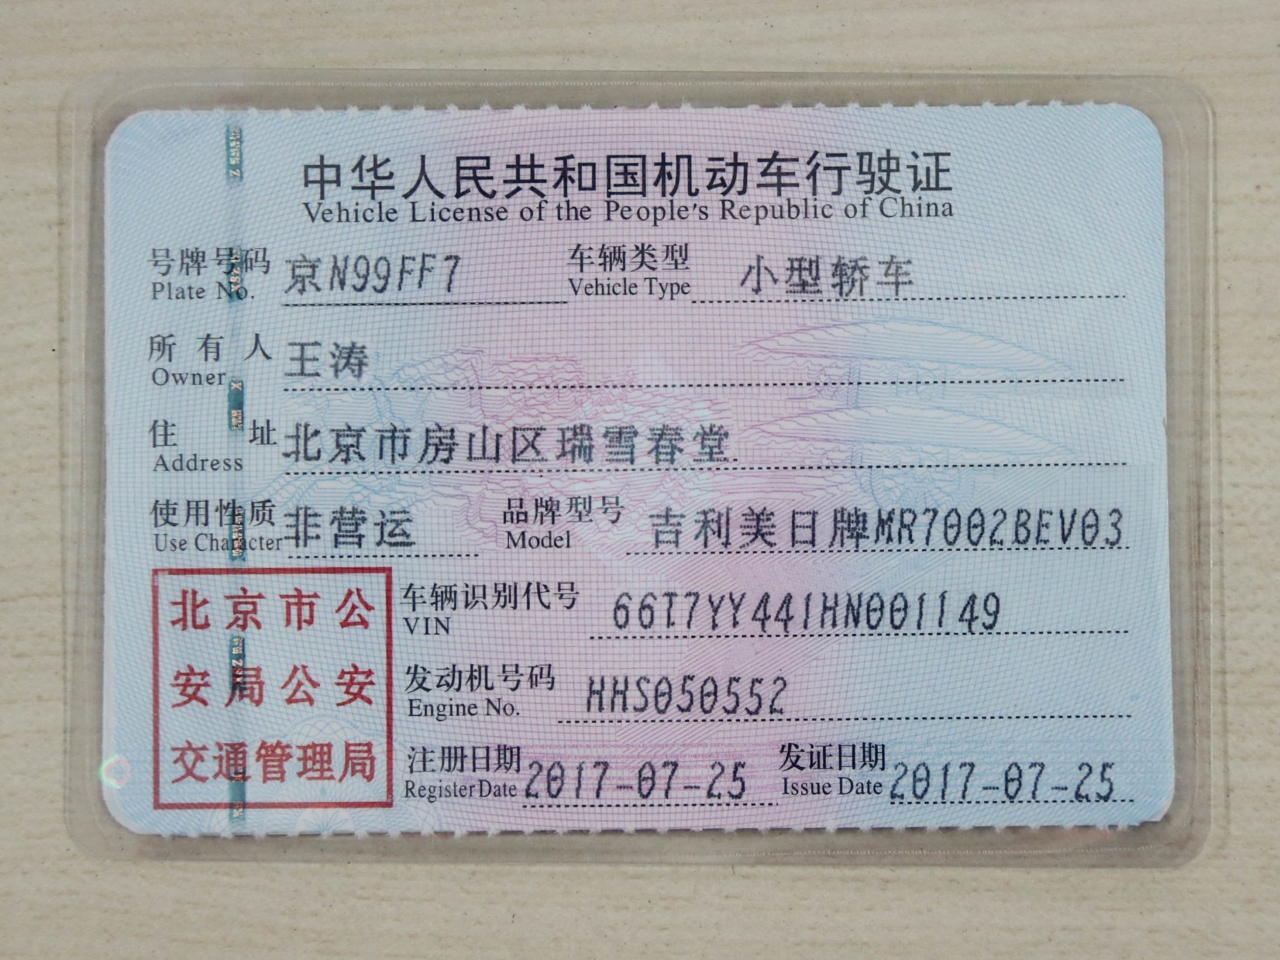 中华人民共和国机动车行驶证
Vehicle License of the People's Republic of China
号牌号码 京N99FF7 车辆类型 小型轿车
Plate No. Vehicle Type
所有人 王涛
Owner
住址 北京市房山区瑞雪春堂
Address
使用性质 非营运 品牌型号 吉利美日牌MR7002BEV03
Use Character Model
北京市公
安局公安
交通管理局
车辆识别代号 66T7YY441HN001149
VIN
发动机号码 HHS050552
Engine No.
注册日期 2017-07-25 发证日期 2017-07-25
Register Date Issue Date